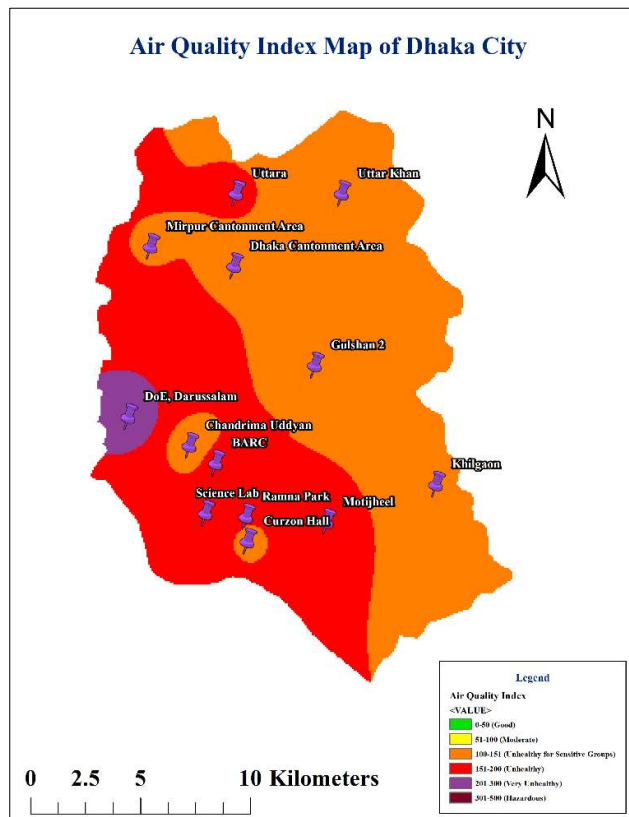 Air Quality Index Map of Dhaka City
N
Uttara
Uttar Khan
Mirpur Cantonment Area
Dhaka Cantonment Area
Gulshan 2
DoE, Darussalam
Chandrima Uddyan
BARC
Khilgaon
Science Lab
Ramna Park
Motijheel
Curzon Hall
Legend
Air Quality Index
<VALUE>
0-50 (Good)
51-100 (Moderate)
100-151 (Unhealthy for Sensitive Groups)
151-200 (Unhealthy)
201-300 (Very Unhealthy)
301-500 (Hazardous)
0 2.5 5 10 Kilometers